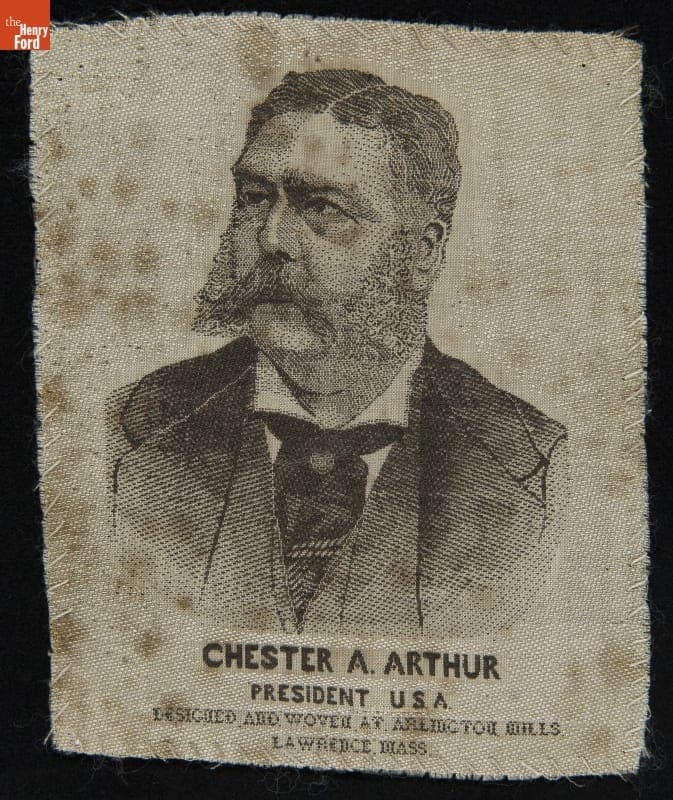 the
Henry
Ford
CHESTER A. ARTHUR
PRESIDENT U.S.A.
DESIGNED AND WOVEN AT ARLINGTON MILLS
LAWRENCE, MASS